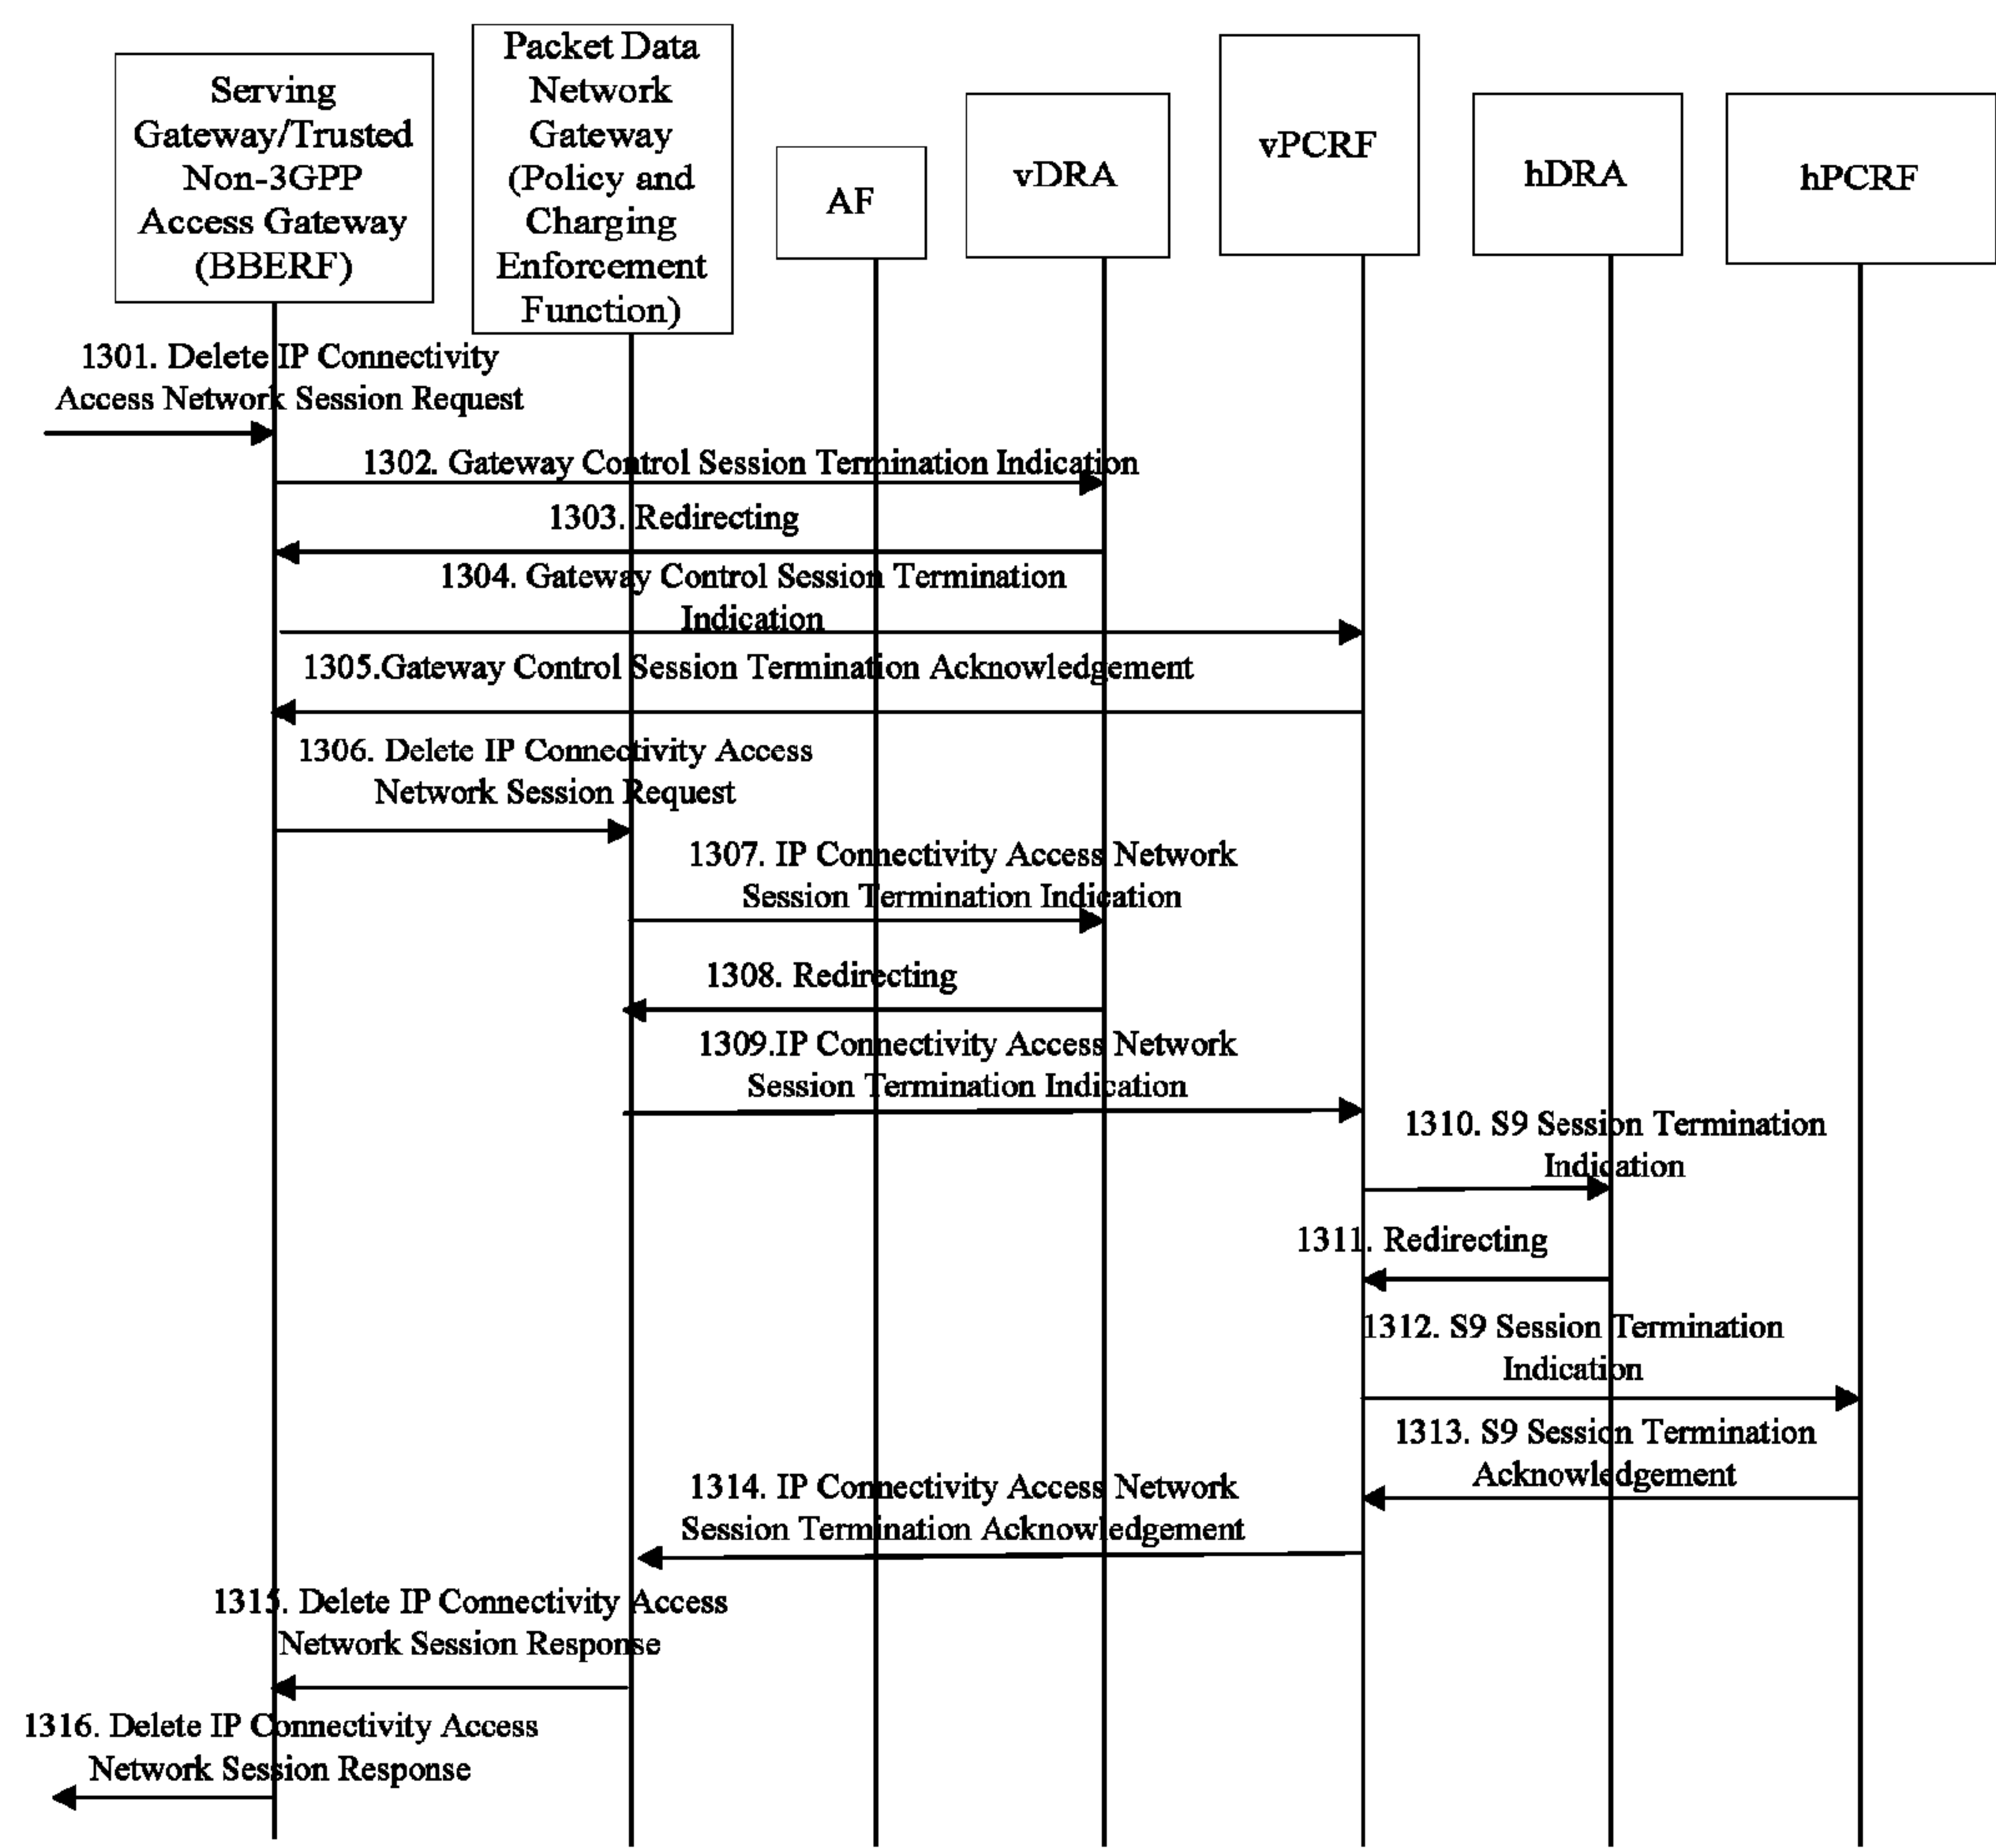 Serving
Gateway/Trusted
Non-3GPP
Access Gateway
(BBERF)
Packet Data
Network
Gateway
(Policy and
Charging
Enforcement
Function)
AF
vDRA
vPCRF
hDRA
hPCRF
1301. Delete IP Connectivity
Access Network Session Request
1302. Gateway Control Session Termination Indication
1303. Redirecting
1304. Gateway Control Session Termination
Indication
1305.Gateway Control Session Termination Acknowledgement
1306. Delete IP Connectivity Access
Network Session Request
1307. IP Connectivity Access Network
Session Termination Indication
1308. Redirecting
1309.IP Connectivity Access Network
Session Termination Indication
1310. S9 Session Termination
Indication
1311. Redirecting
1312. S9 Session Termination
Indication
1313. S9 Session Termination
Acknowledgement
1314. IP Connectivity Access Network
Session Termination Acknowledgement
1315. Delete IP Connectivity Access
Network Session Response
1316. Delete IP Connectivity Access
Network Session Response